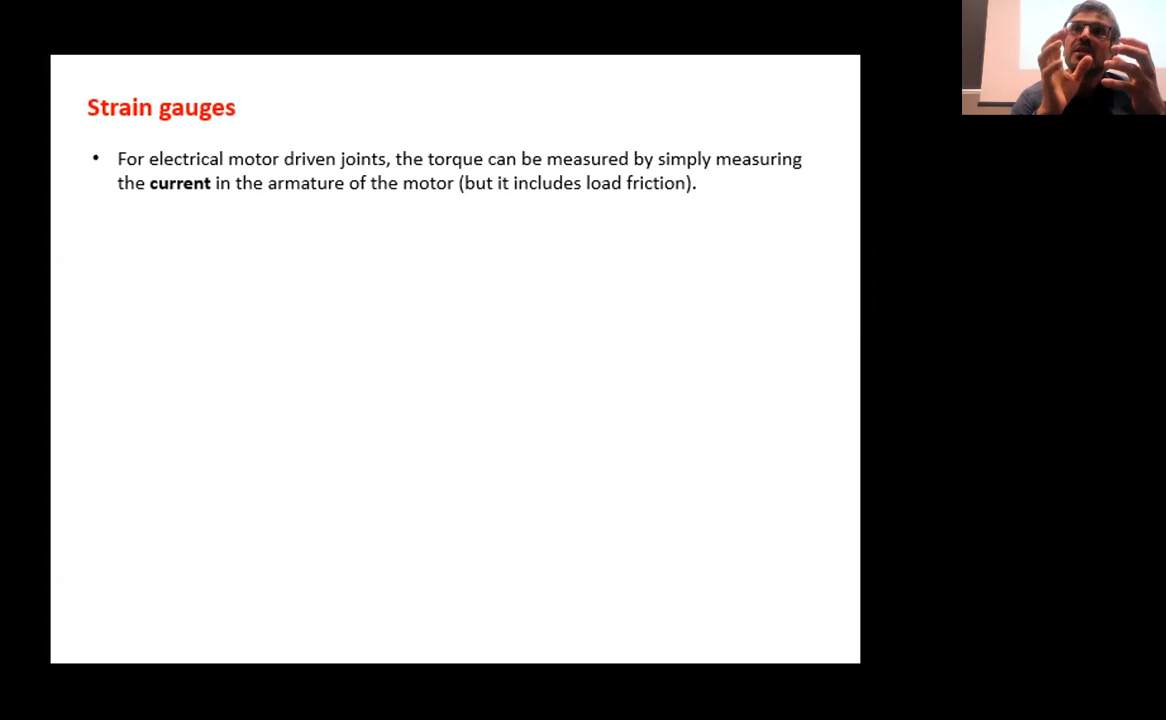 Strain gauges
• For electrical motor driven joints, the torque can be measured by simply measuring
the current in the armature of the motor (but it includes load friction).